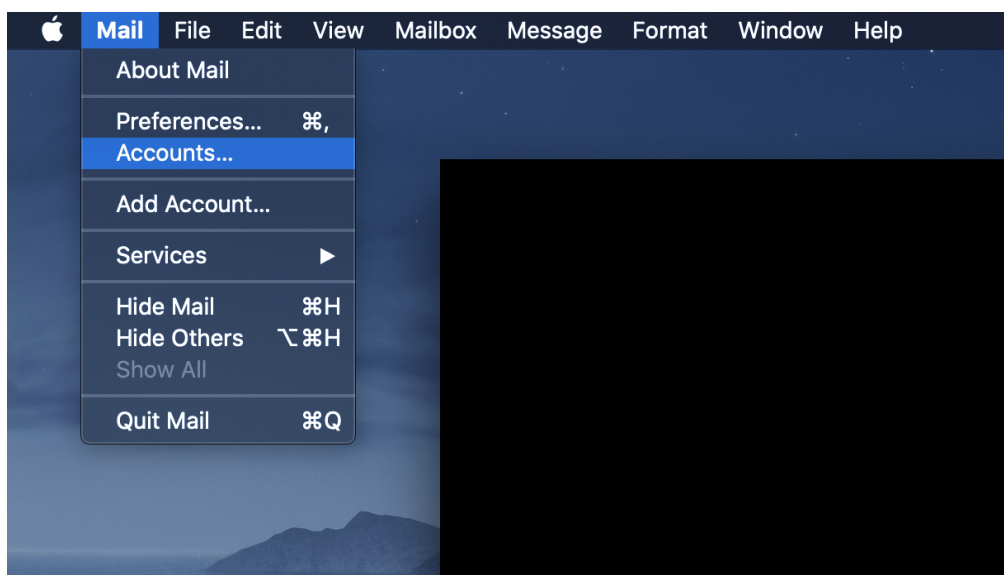 Mail File Edit View Mailbox Message Format Window Help
About Mail
Preferences... ⌘,
Accounts...
Add Account...
Services ▶
Hide Mail ⌘H
Hide Others ⌥⌘H
Show All
Quit Mail ⌘Q